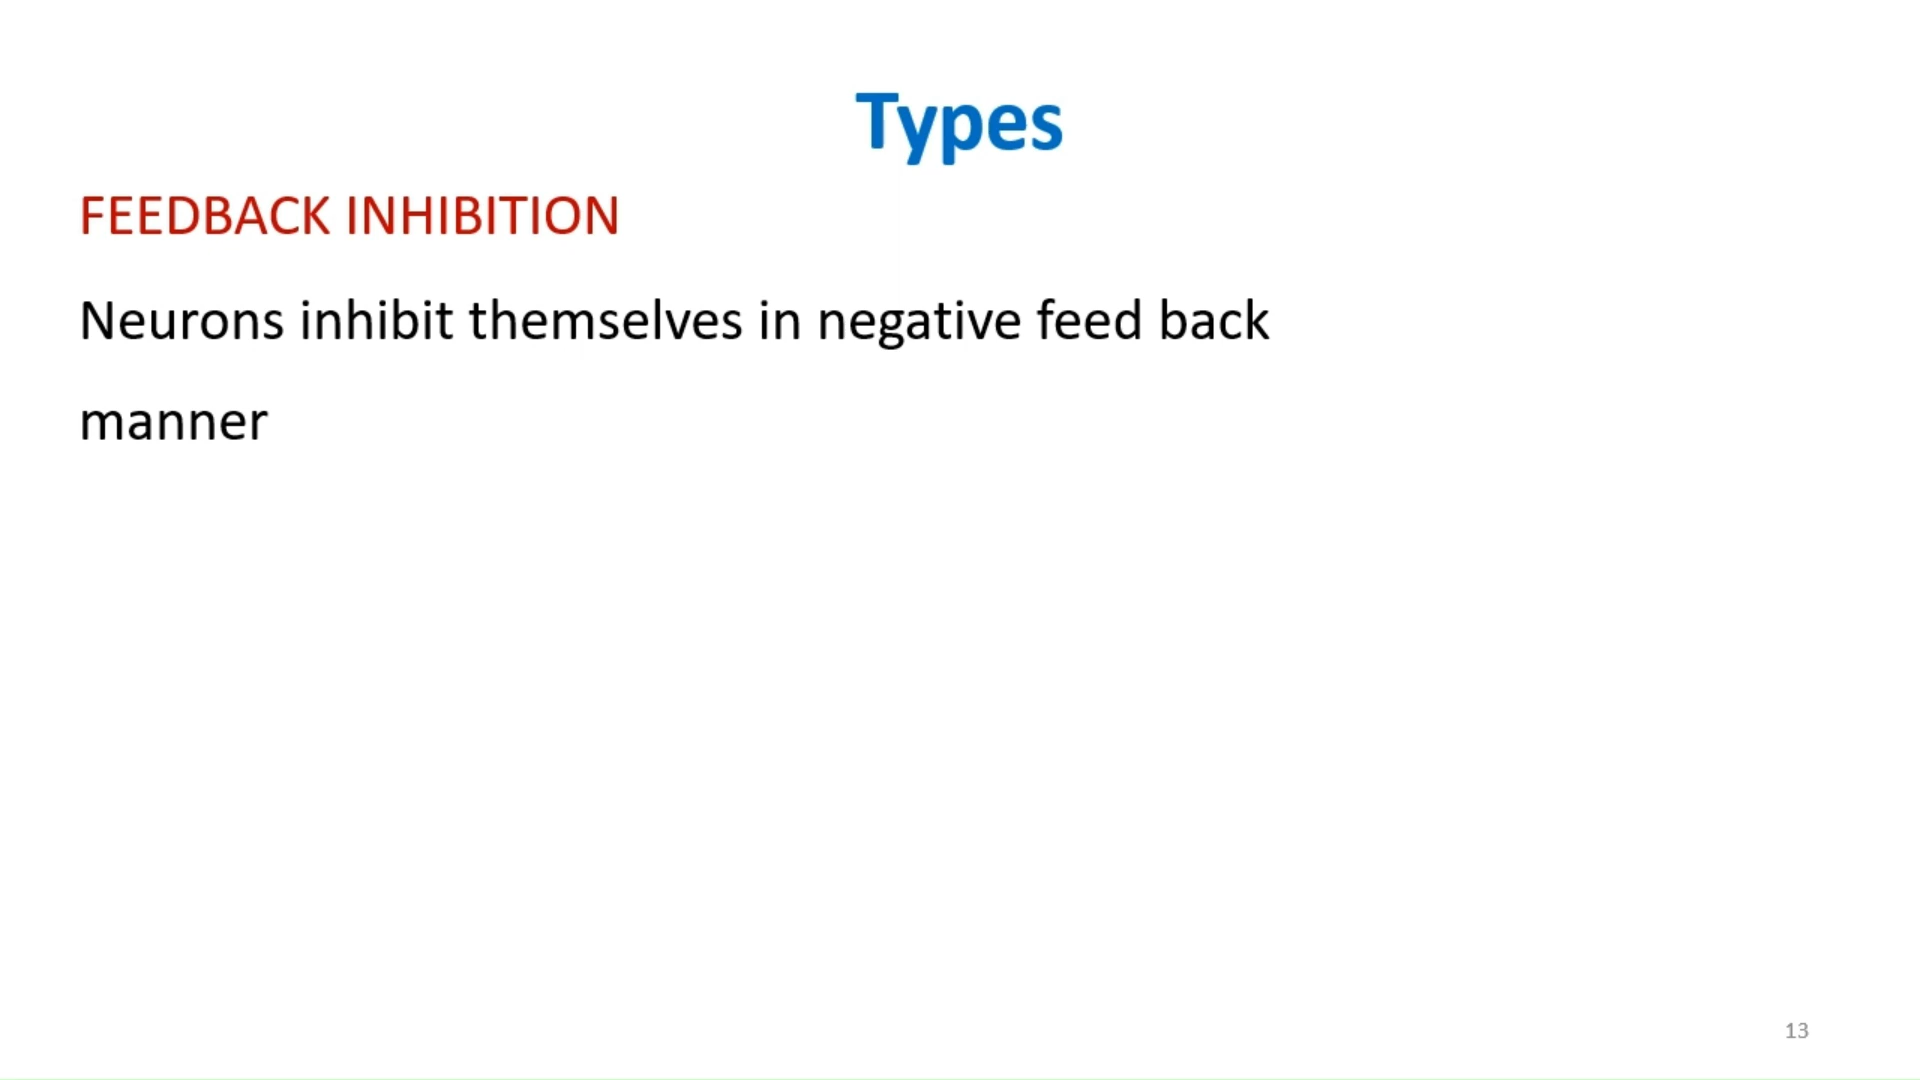 Types
FEEDBACK INHIBITION
Neurons inhibit themselves in negative feed back
manner
13